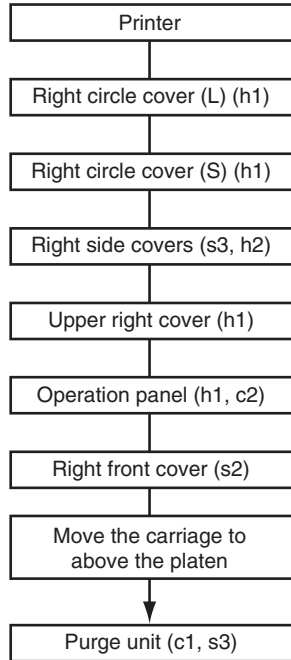 Printer
Right circle cover (L) (h1)
Right circle cover (S) (h1)
Right side covers (s3, h2)
Upper right cover (h1)
Operation panel (h1, c2)
Right front cover (s2)
Move the carriage to
above the platen
Purge unit (c1, s3)